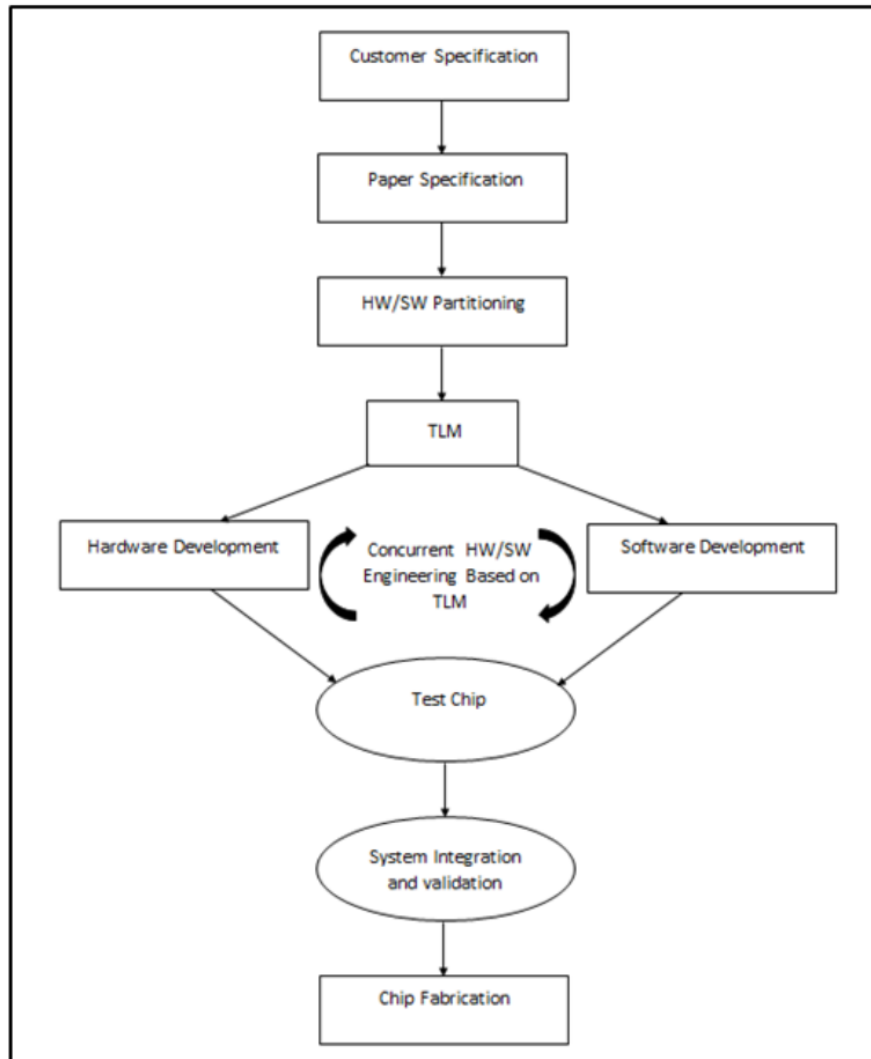 Customer Specification
Paper Specification
HW/SW Partitioning
TLM
Hardware Development
Concurrent HW/SW
Engineering Based on
TLM
Software Development
Test Chip
System Integration
and validation
Chip Fabrication